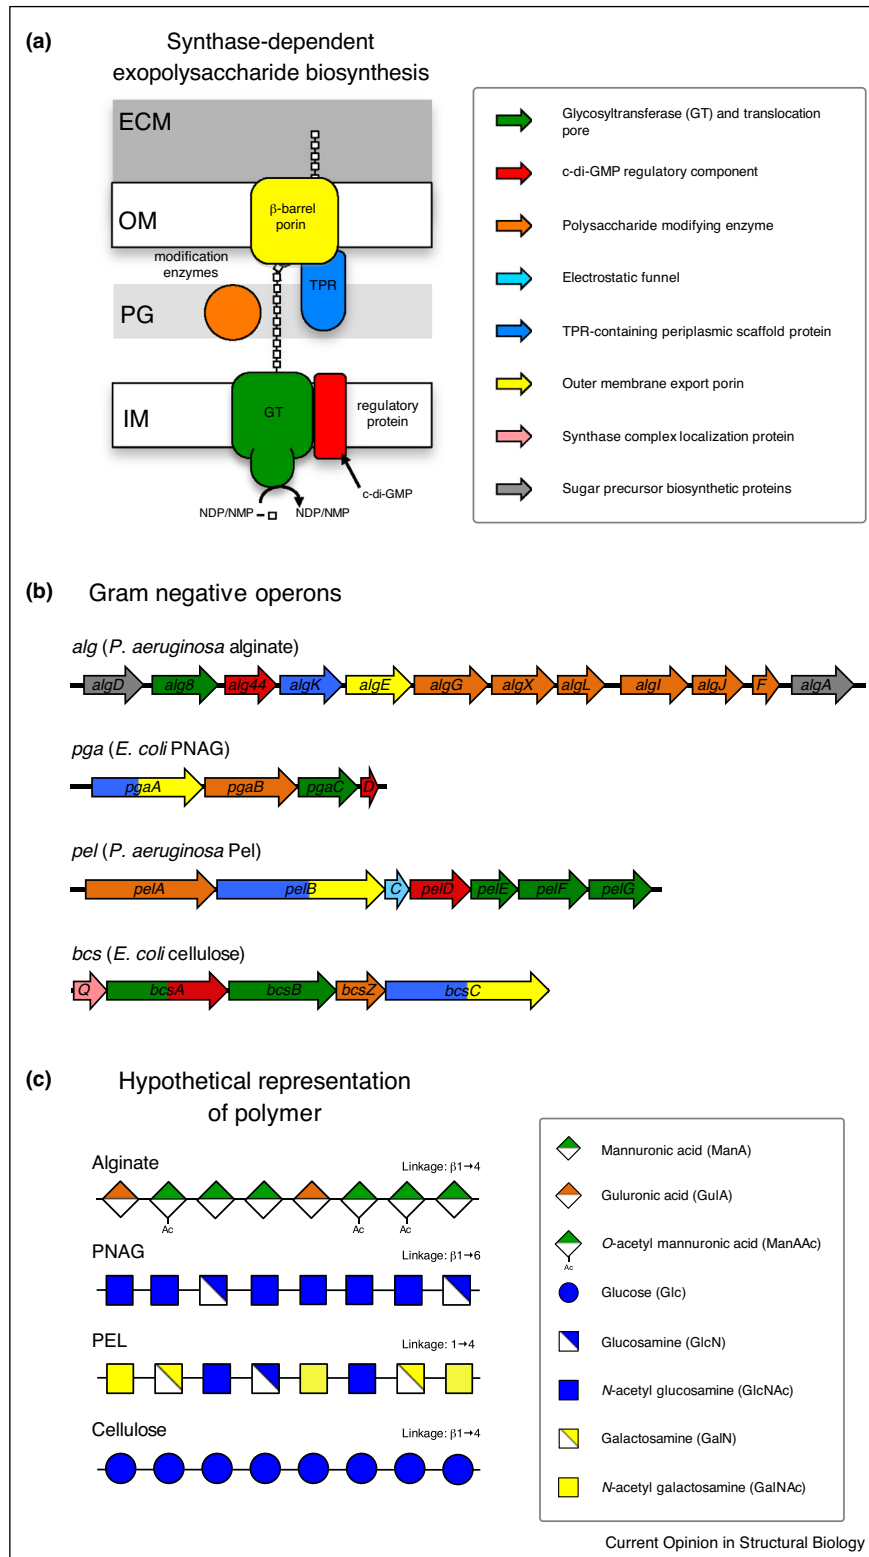 (a)
Synthase-dependent
exopolysaccharide biosynthesis
ECM
OM
β-barrel
porin
modification
enzymes
TPR
PG
IM
GT
regulatory
protein
c-di-GMP
NDP/NMP
NDP/NMP
Glycosyltransferase (GT) and translocation
pore
c-di-GMP regulatory component
Polysaccharide modifying enzyme
Electrostatic funnel
TPR-containing periplasmic scaffold protein
Outer membrane export porin
Synthase complex localization protein
Sugar precursor biosynthetic proteins
(b) Gram negative operons
alg (P. aeruginosa alginate)
algD alg8 alg44 algK algE algG algX algL algI algJ F algA
pga (E. coli PNAG)
pgaA pgaB pgaC D
pel (P. aeruginosa Pel)
pelA pelB C pelD pelE pelF pelG
bcs (E. coli cellulose)
Q bcsA bcsB bcsZ bcsC
(c) Hypothetical representation
of polymer
Alginate Linkage: β1→4
Ac Ac Ac
PNAG Linkage: β1→6
PEL Linkage: 1→4
Cellulose Linkage: β1→4
Mannuronic acid (ManA)
Guluronic acid (GulA)
O-acetyl mannuronic acid (ManAAc)
Ac
Glucose (Glc)
Glucosamine (GlcN)
N-acetyl glucosamine (GlcNAc)
Galactosamine (GalN)
N-acetyl galactosamine (GalNAc)
Current Opinion in Structural Biology